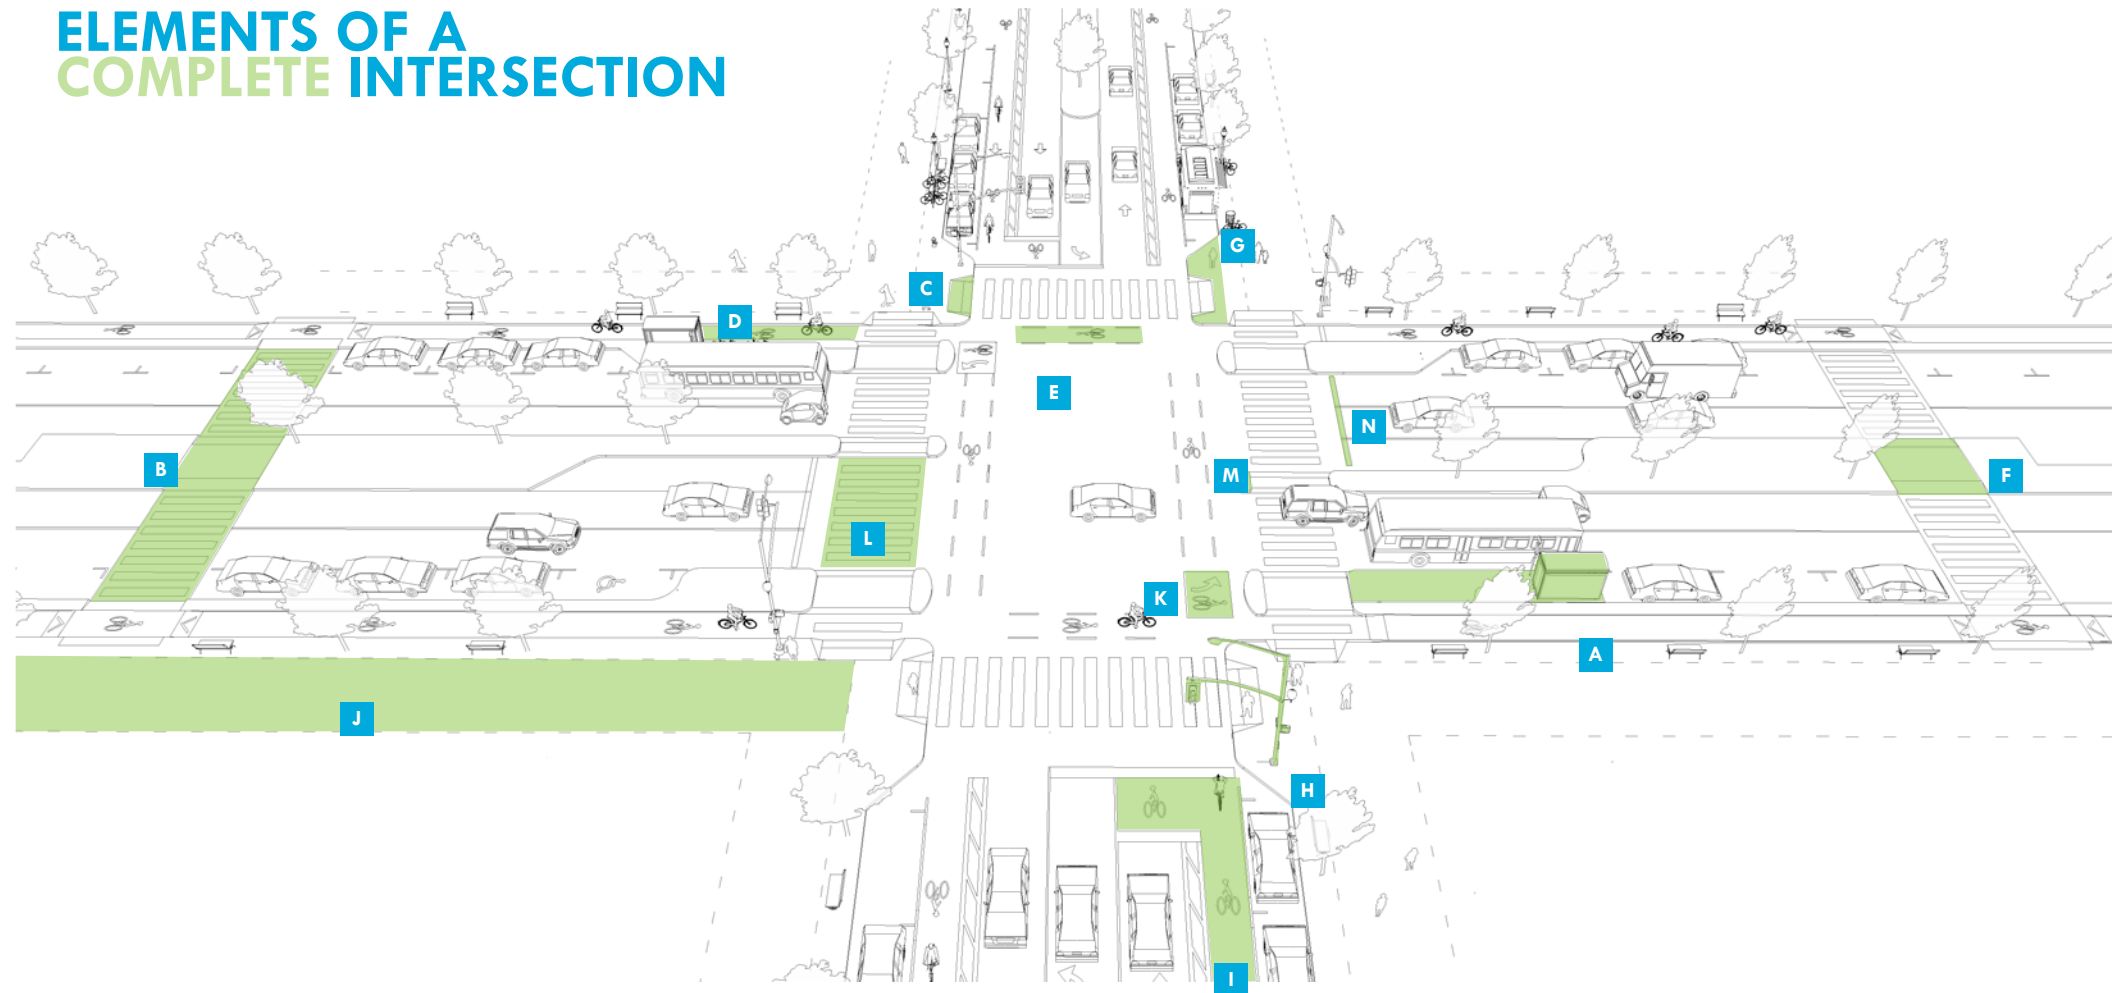 ELEMENTS OF A
COMPLETE INTERSECTION
G
C
D
E
N
B
M
F
L
K
A
J
H
I